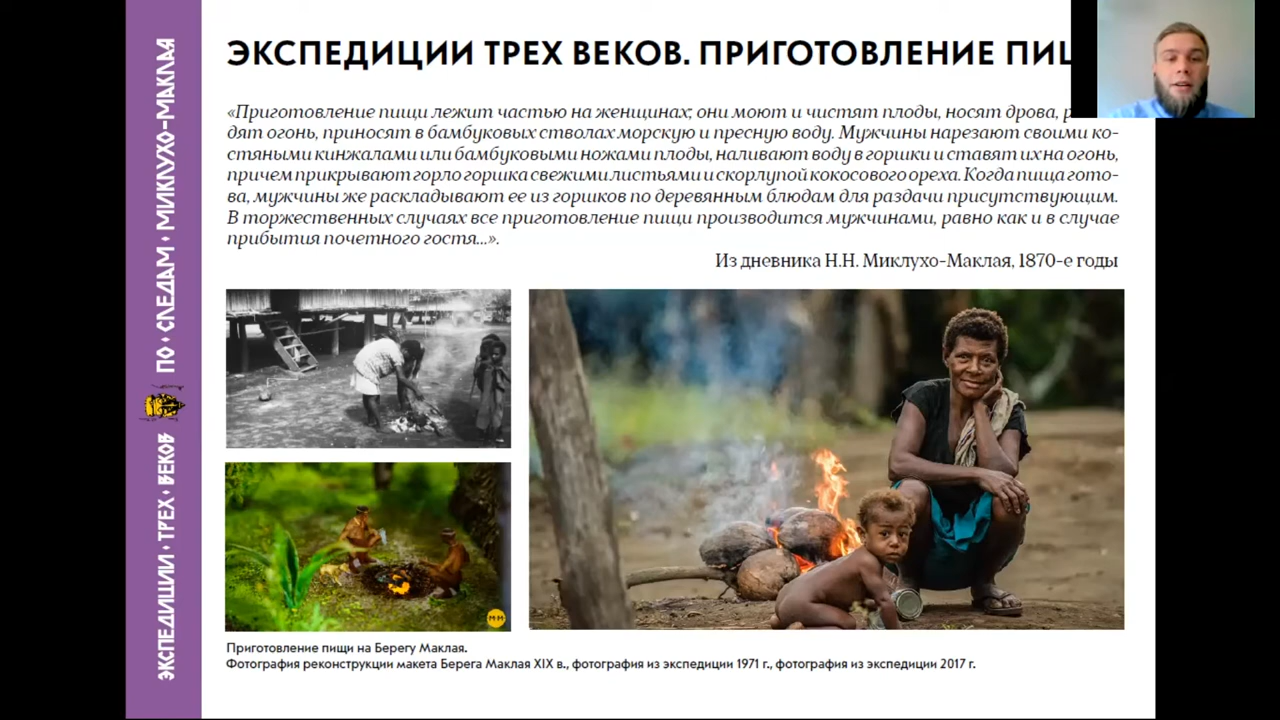 ЭКСПЕДИЦИИ ТРЕХ ВЕКОВ. ПРИГОТОВЛЕНИЕ
«Приготовление пищи лежит частью на женщинах; они моют и чистят плоды, носят дрова,
дят огонь, приносят в бамбуковых стволах морскую и пресную воду. Мужчины нарезают своими ко-
стяными кинжалами или бамбуковыми ножами плоды, наливают воду в горшки и ставят их на огонь,
причем прикрывают горло горшка свежими листьями и скорлупой кокосового ореха. Когда пища гото-
ва, мужчины же раскладывают ее из горшков по деревянным блюдам для раздачи присутствующим.
В торжественных случаях все приготовление пищи производится мужчинами, равно как и в случае
прибытия почетного гостя...».
Из дневника Н.Н. Миклухо-Маклая, 1870-е годы
Приготовление пищи на Берегу Маклая.
Фотография реконструкции макета Берега Маклая XIX в., фотография из экспедиции 1971 г., фотография из экспедиции 2017 г.
ЭКСПЕДИЦИИ • ТРЕХ • ВЕКОВ ПО • СЛЕДАМ • МИКЛУХО-МАКЛАЯ
М·М